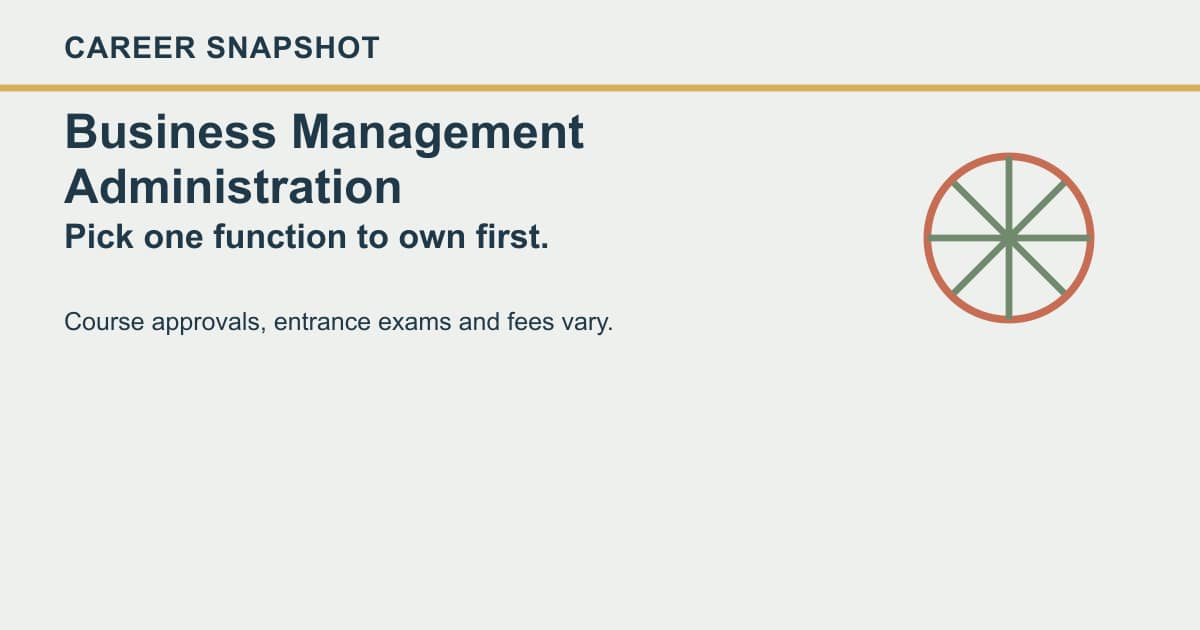 CAREER SNAPSHOT
Business Management
Administration
Pick one function to own first.
Course approvals, entrance exams and fees vary.